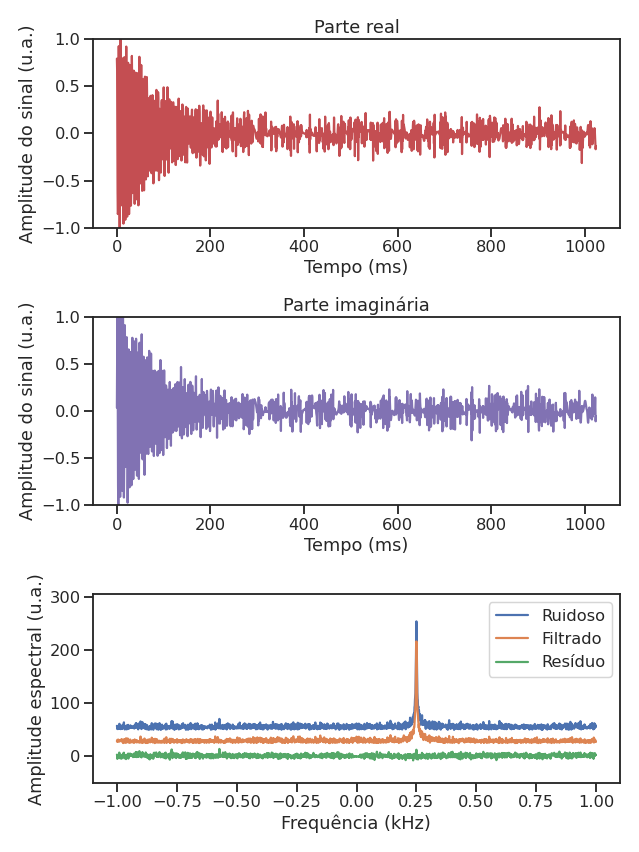 Parte real
Amplitude do sinal (u.a.)
1.0
0.5
0.0
−0.5
−1.0
0 200 400 600 800 1000
Tempo (ms)
Parte imaginária
Amplitude do sinal (u.a.)
1.0
0.5
0.0
−0.5
−1.0
0 200 400 600 800 1000
Tempo (ms)
Amplitude espectral (u.a.)
300
200
100
0
Ruidoso
Filtrado
Resíduo
−1.00 −0.75 −0.50 −0.25 0.00 0.25 0.50 0.75 1.00
Frequência (kHz)